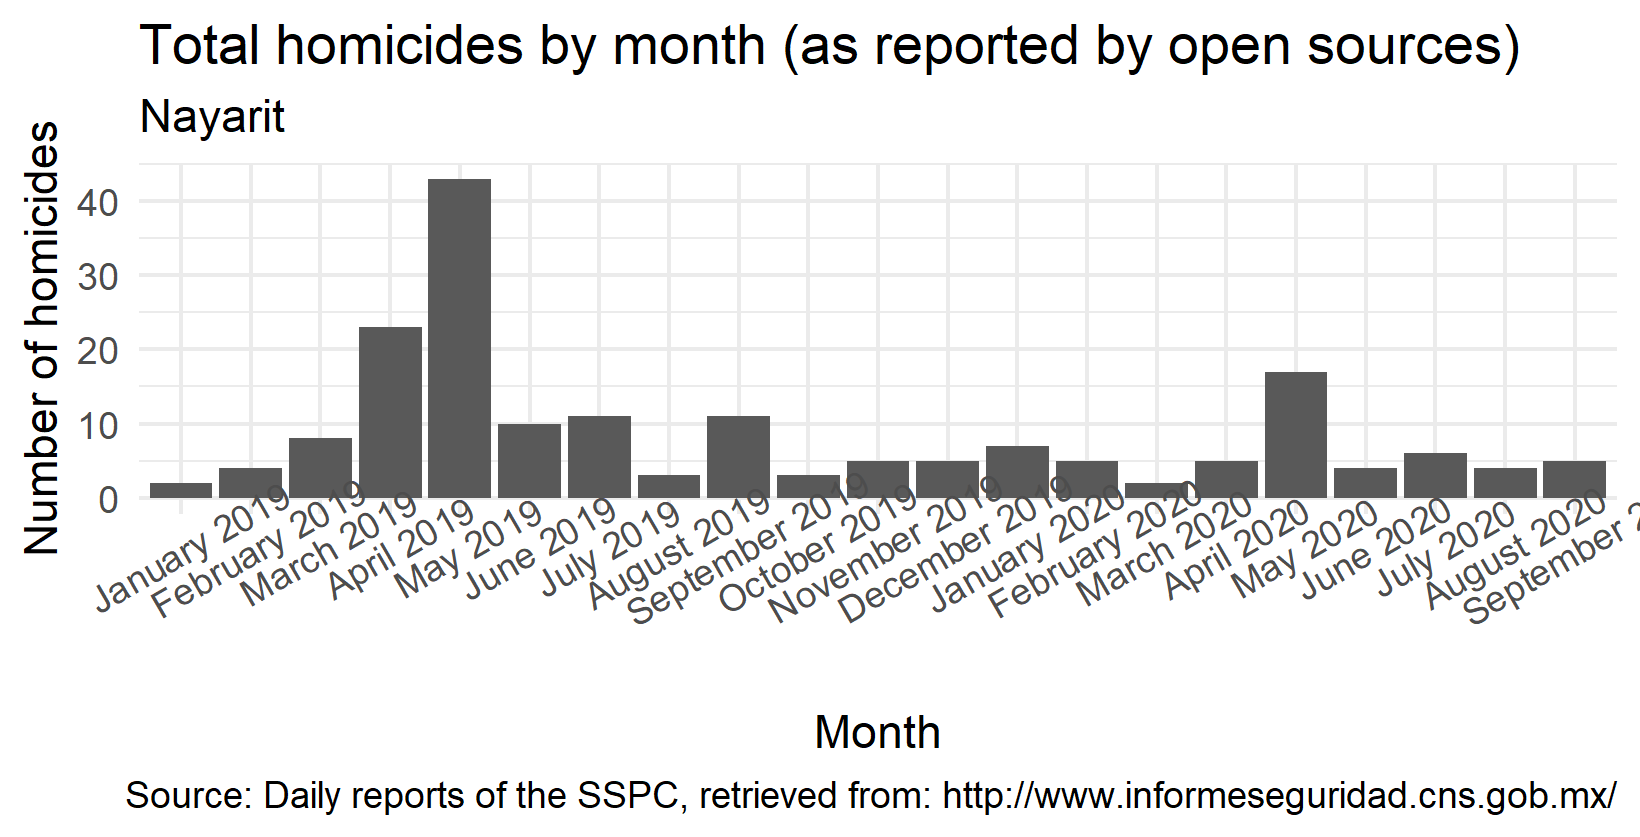 Total homicides by month (as reported by open sources)
Nayarit
Number of homicides
40
30
20
10
0
January 2019
February 2019
March 2019
April 2019
May 2019
June 2019
July 2019
August 2019
September 2019
October 2019
November 2019
December 2019
January 2020
February 2020
March 2020
April 2020
May 2020
June 2020
July 2020
August 2020
September 2
Month
Source: Daily reports of the SSPC, retrieved from: http://www.informeseguridad.cns.gob.mx/